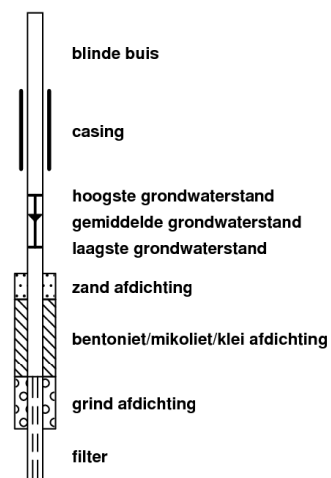 blinde buis
casing
hoogste grondwaterstand
gemiddelde grondwaterstand
laagste grondwaterstand
zand afdichting
bentoniet/mikoliet/klei afdichting
grind afdichting
filter